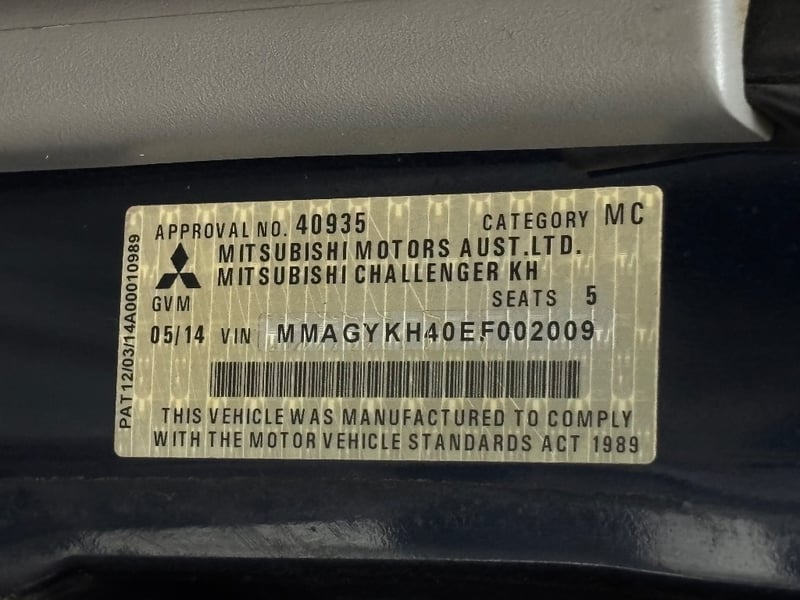 APPROVAL NO. 40935 CATEGORY MC
MITSUBISHI MOTORS AUST.LTD.
MITSUBISHI CHALLENGER KH
GVM SEATS 5
05/14 VIN MMAGYKH40EF002009
THIS VEHICLE WAS MANUFACTURED TO COMPLY
WITH THE MOTOR VEHICLE STANDARDS ACT 1989
PAT12/03/14A00010989